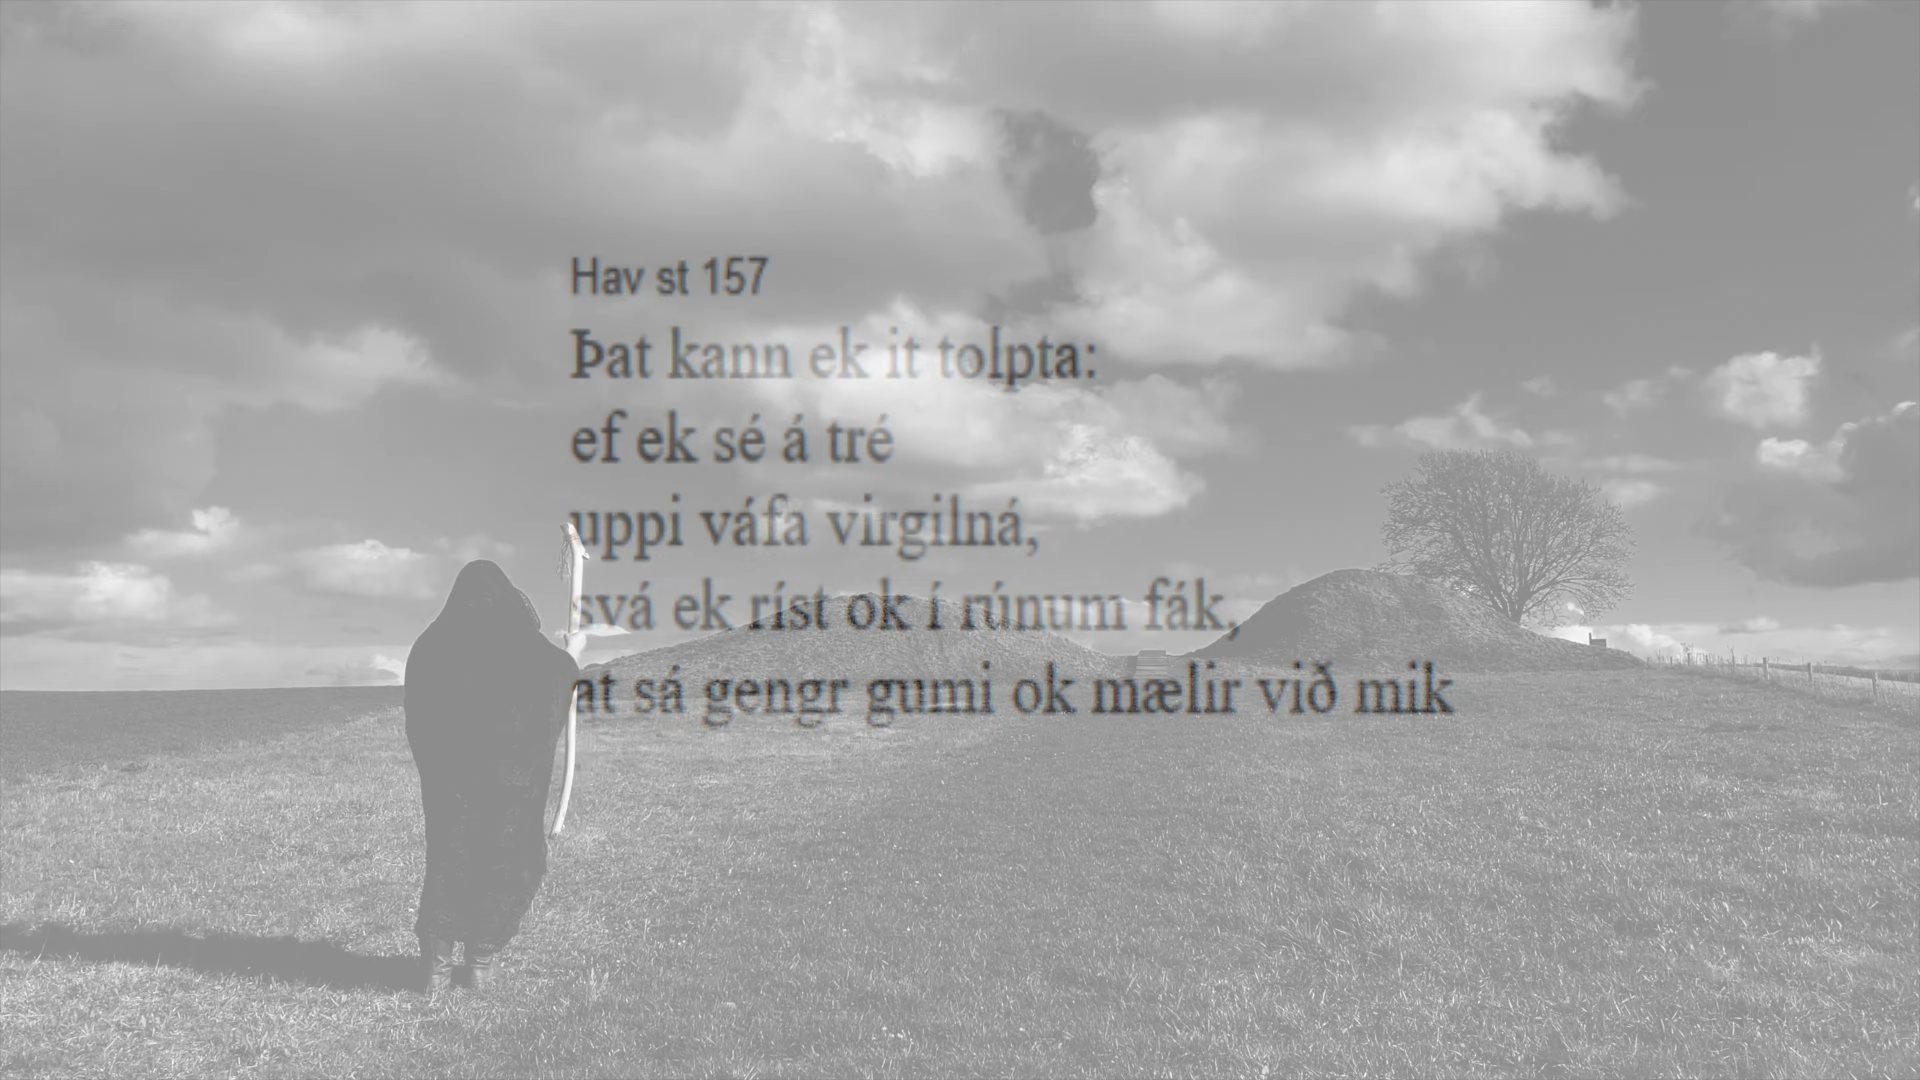 Hav st 157
Þat kann ek it tolpta:
ef ek sé á tré
uppi váfa virgilná,
svá ek ríst ok í rúnum fák,
at sá gengr gumi ok mælir við mik